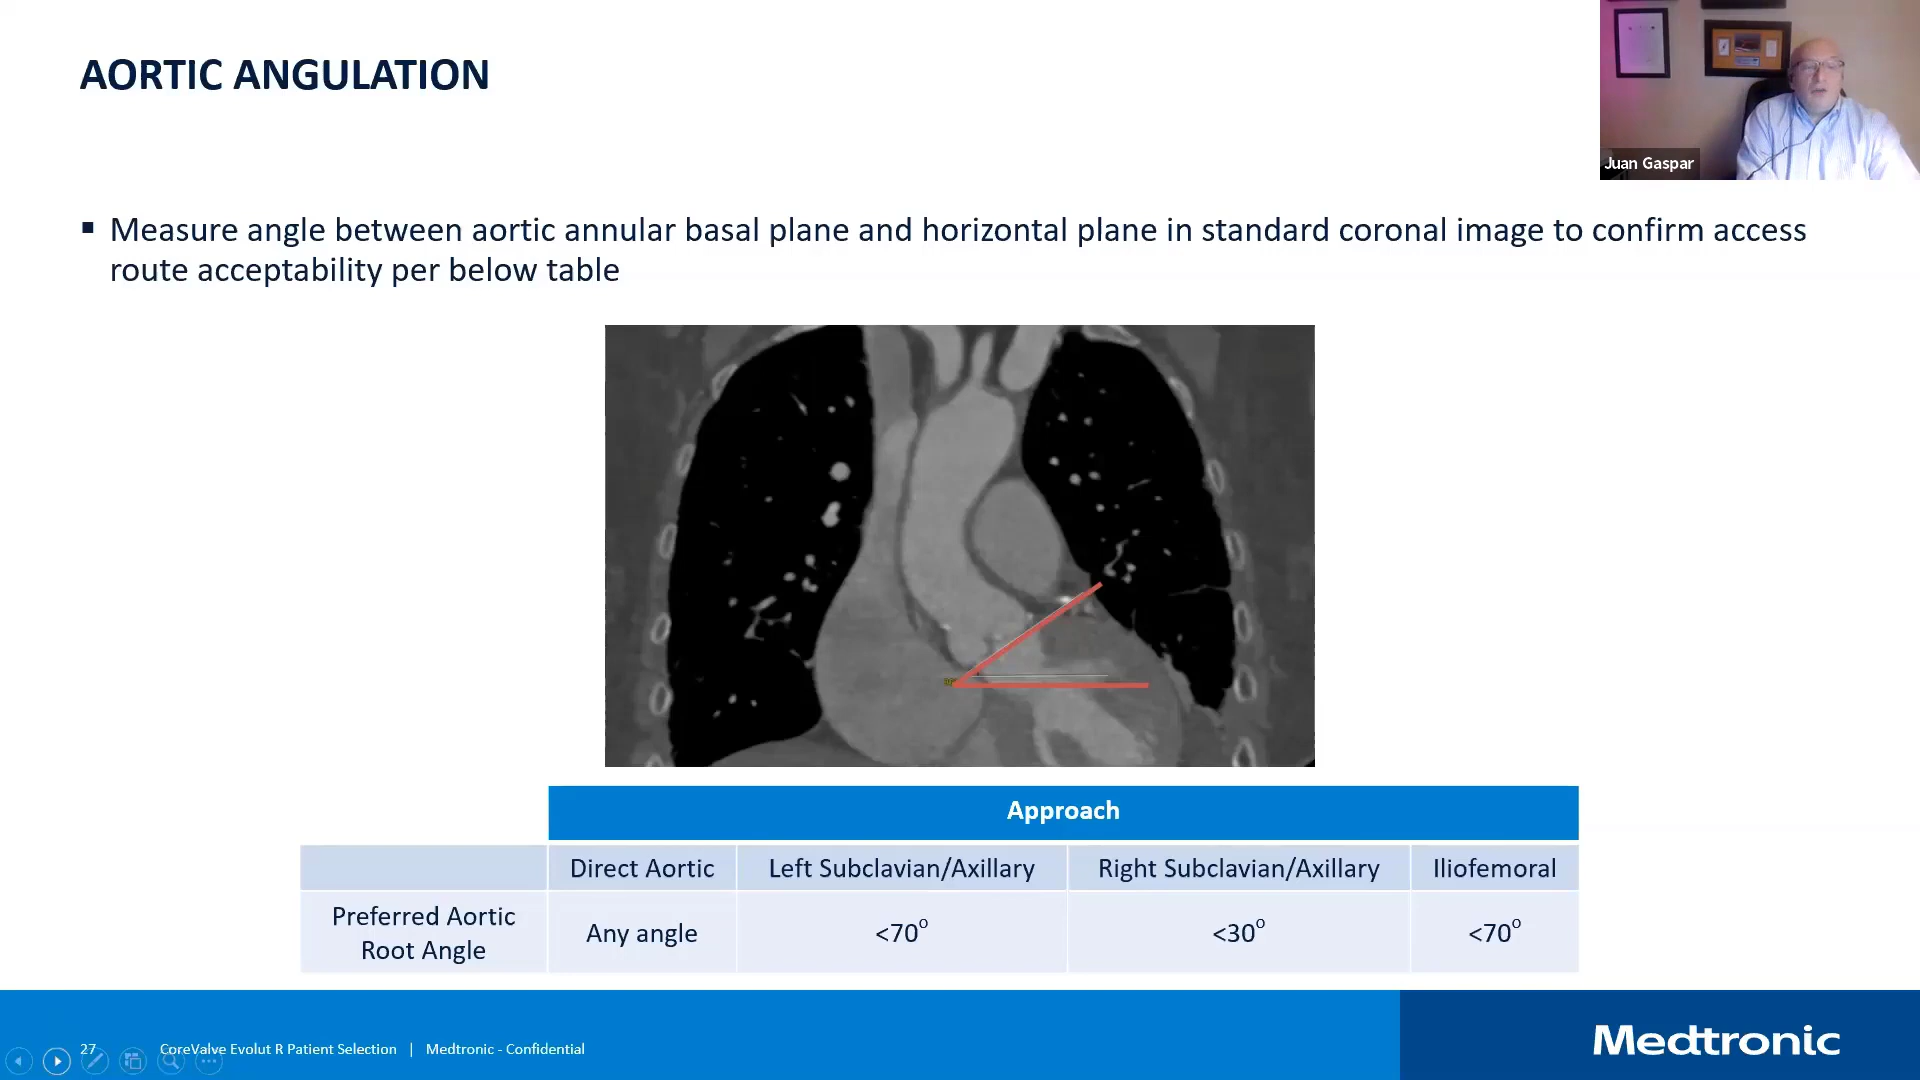 AORTIC ANGULATION
Juan Gaspar
▪ Measure angle between aortic annular basal plane and horizontal plane in standard coronal image to confirm access
route acceptability per below table
Approach
Direct Aortic Left Subclavian/Axillary Right Subclavian/Axillary Iliofemoral
Preferred Aortic
Root Angle
Any angle <70° <30° <70°
27 CoreValve Evolut R Patient Selection | Medtronic - Confidential
Medtronic